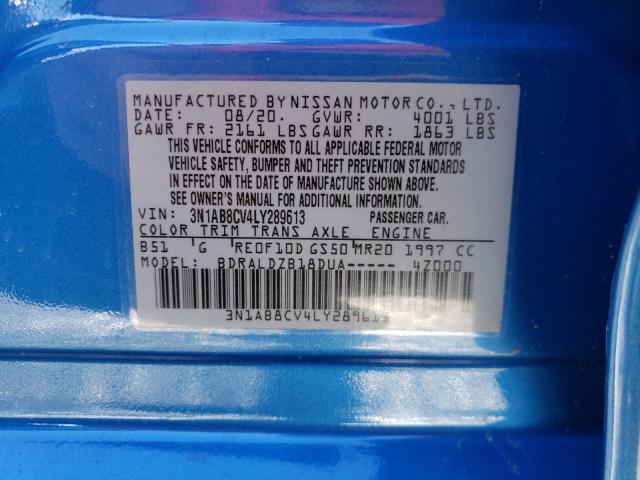 MANUFACTURED BY NISSAN MOTOR CO., LTD.
DATE: 08/20. GVWR: 4001 LBS
GAWR FR: 2161 LBS GAWR RR: 1863 LBS
THIS VEHICLE CONFORMS TO ALL APPLICABLE FEDERAL MOTOR
VEHICLE SAFETY, BUMPER AND THEFT PREVENTION STANDARDS
IN EFFECT ON THE DATE OF MANUFACTURE SHOWN ABOVE.
SEE OWNER'S MANUAL FOR ADDITIONAL INFORMATION.
VIN: 3N1AB8CV4LY289613 PASSENGER CAR.
COLOR TRIM TRANS AXLE ENGINE
B51 G RE0F10D GS50 MR20 1997 CC
MODEL: BDRALDZB18DUA----- 4Z000
3N1AB8CV4LY289613